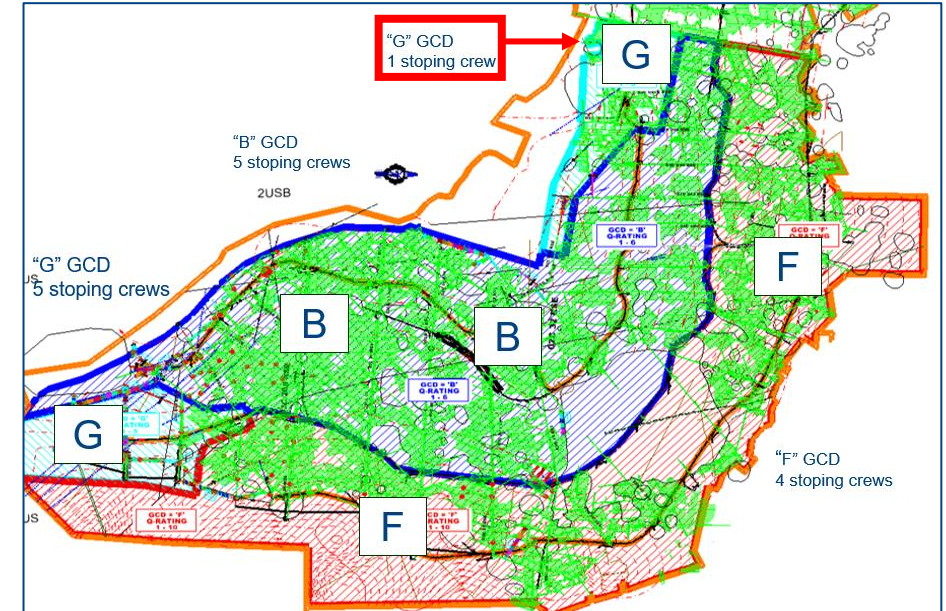 “G” GCD
1 stoping crew
G
“B” GCD
5 stoping crews
2USB
“G” GCD
5 stoping crews
GCD = 'B'
Q-RATING
1 - 6
GCD = 'F'
Q-RATING
F
B
B
GCD = 'B'
Q-RATING
1 - 6
G
“F” GCD
4 stoping crews
GCD = 'F'
Q-RATING
1 - 10
F
= 'F'
RATING
1 - 10
US